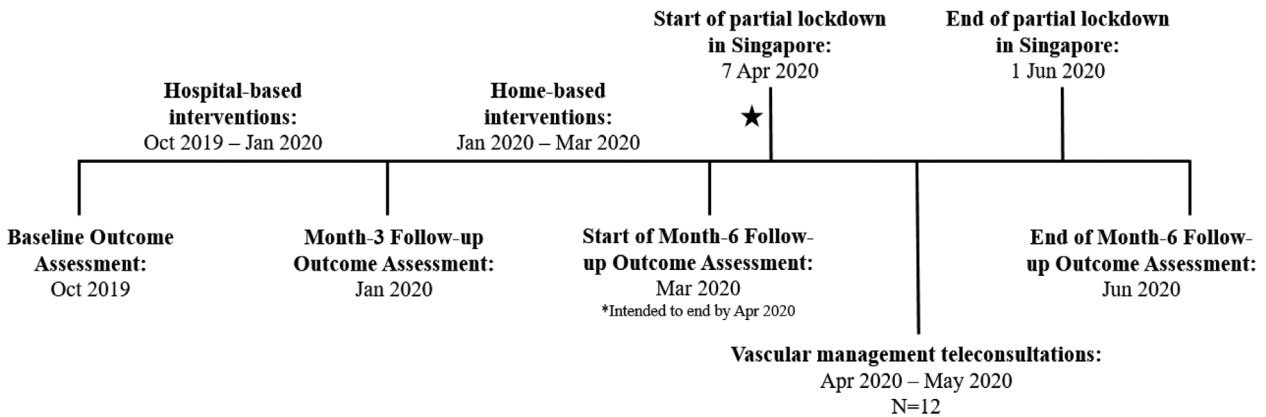 Start of partial lockdown
in Singapore:
7 Apr 2020
End of partial lockdown
in Singapore:
1 Jun 2020
Hospital-based
interventions:
Oct 2019 – Jan 2020
Home-based
interventions:
Jan 2020 – Mar 2020
Baseline Outcome
Assessment:
Oct 2019
Month-3 Follow-up
Outcome Assessment:
Jan 2020
Start of Month-6 Follow-
up Outcome Assessment:
Mar 2020
*Intended to end by Apr 2020
End of Month-6 Follow-
up Outcome Assessment:
Jun 2020
Vascular management teleconsultations:
Apr 2020 – May 2020
N=12